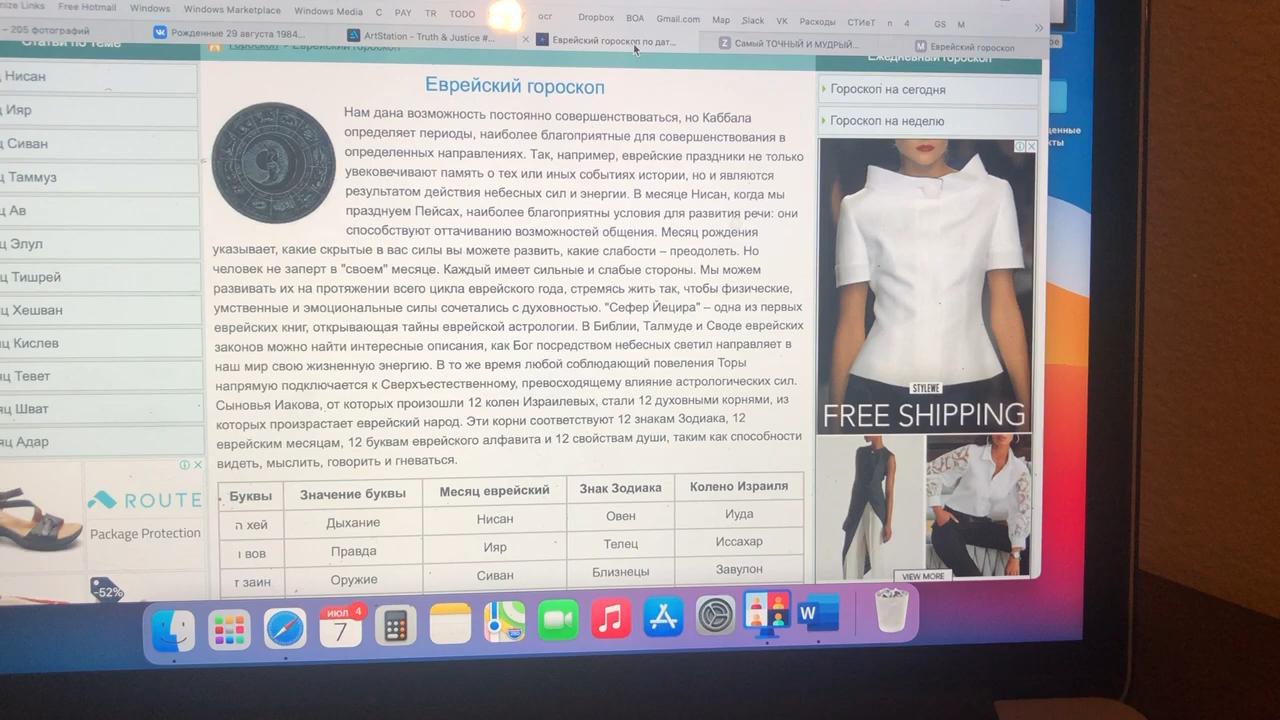 Free Hotmail Windows Windows Marketplace Windows Media C PAY TR TODO ocr Dropbox BOA Gmail.com Map Slack VK Расходы СТИеТ n 4 GS M
– 205 фотографий
Рожденные 29 августа 1984...
ArtStation - Truth & Justice #...
Еврейский гороскоп по дат...
Самый ТОЧНЫЙ и МУДРЫЙ...
Еврейский гороскоп
Статьи по теме
Нисан
Ияр
Сиван
Таммуз
Ав
Элул
Тишрей
Хешван
Кислев
Тевет
Шват
Адар
ROUTE
Package Protection
-52%
Еврейский гороскоп
Нам дана возможность постоянно совершенствоваться, но Каббала
определяет периоды, наиболее благоприятные для совершенствования в
определенных направлениях. Так, например, еврейские праздники не только
увековечивают память о тех или иных событиях истории, но и являются
результатом действия небесных сил и энергии. В месяце Нисан, когда мы
празднуем Пейсах, наиболее благоприятны условия для развития речи: они
способствуют оттачиванию возможностей общения. Месяц рождения
указывает, какие скрытые в вас силы вы можете развить, какие слабости – преодолеть. Но
человек не заперт в "своем" месяце. Каждый имеет сильные и слабые стороны. Мы можем
развивать их на протяжении всего цикла еврейского года, стремясь жить так, чтобы физические,
умственные и эмоциональные силы сочетались с духовностью. "Сефер Йецира" – одна из первых
еврейских книг, открывающая тайны еврейской астрологии. В Библии, Талмуде и Своде еврейских
законов можно найти интересные описания, как Бог посредством небесных светил направляет в
наш мир свою жизненную энергию. В то же время любой соблюдающий повеления Торы
напрямую подключается к Сверхъестественному, превосходящему влияние астрологических сил.
Сыновья Иакова, от которых произошли 12 колен Израилевых, стали 12 духовными корнями, из
которых произрастает еврейский народ. Эти корни соответствуют 12 знакам Зодиака, 12
еврейским месяцам, 12 буквам еврейского алфавита и 12 свойствам души, таким как способности
видеть, мыслить, говорить и гневаться.
Буквы Значение буквы Месяц еврейский Знак Зодиака Колено Израиля
ה хей Дыхание Нисан Овен Иуда
ו вов Правда Ияр Телец Иссахар
ז заин Оружие Сиван Близнецы Завулон
Ежедневный гороскоп
Гороскоп на сегодня
Гороскоп на неделю
STYLEWE
FREE SHIPPING
VIEW MORE
ИЮЛ 4
7
W